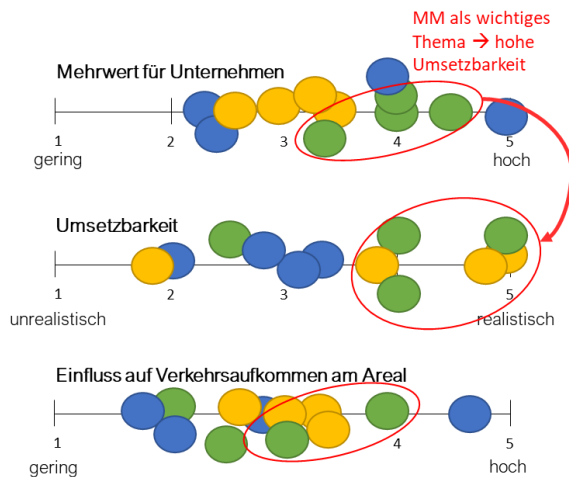 MM als wichtiges
Thema → hohe
Umsetzbarkeit
Mehrwert für Unternehmen
1 2 3 4 5
gering hoch
Umsetzbarkeit
1 2 3 5
unrealistisch realistisch
Einfluss auf Verkehrsaufkommen am Areal
1 4 5
gering hoch